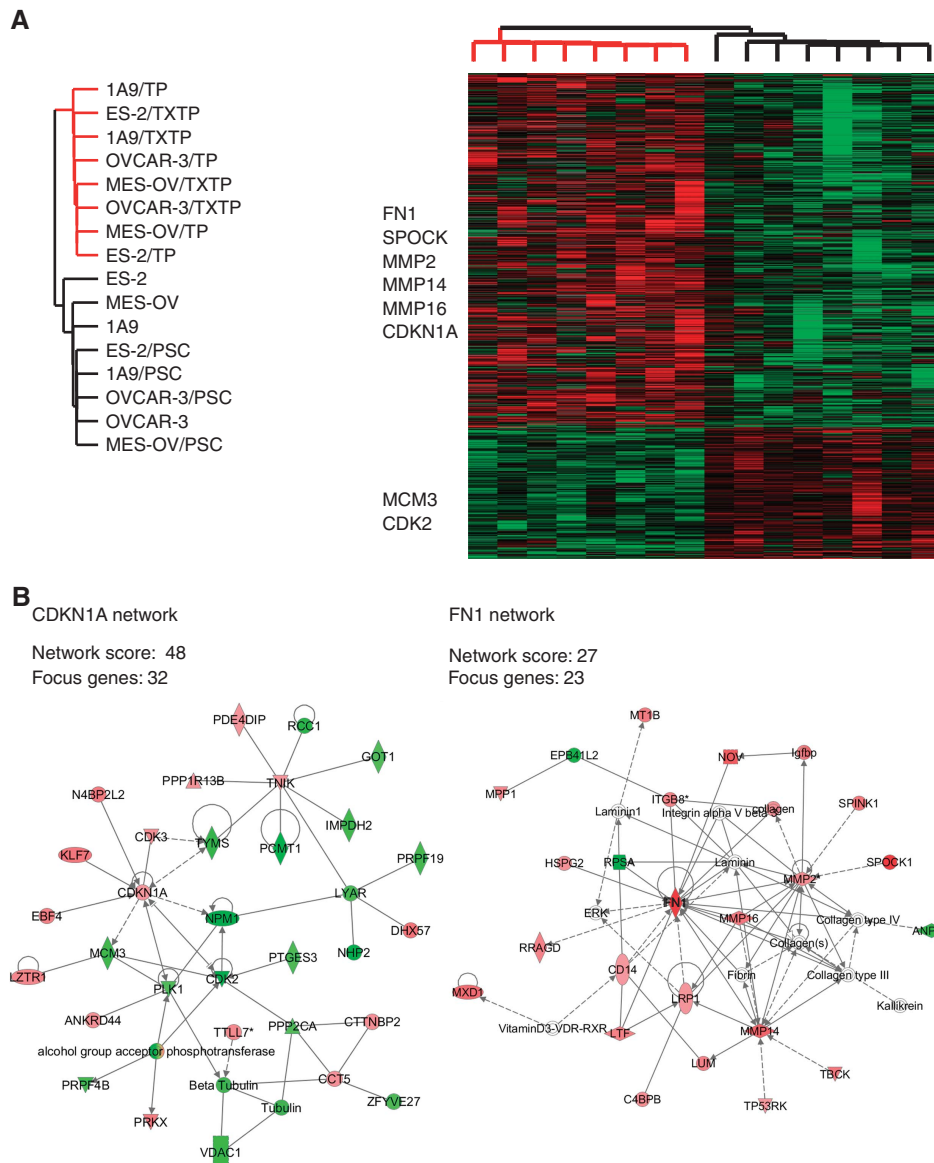 A
1A9/TP
ES-2/TXTP
1A9/TXTP
OVCAR-3/TP
MES-OV/TXTP
OVCAR-3/TXTP
MES-OV/TP
ES-2/TP
ES-2
MES-OV
1A9
ES-2/PSC
1A9/PSC
OVCAR-3/PSC
OVCAR-3
MES-OV/PSC
FN1
SPOCK
MMP2
MMP14
MMP16
CDKN1A
MCM3
CDK2
B
CDKN1A network
Network score: 48
Focus genes: 32
PDE4DIP
RCC1
GOT1
PPP1R13B
TNIK
N4BP2L2
IMPDH2
CDK3
TYMS
PCMT1
KLF7
PRPF19
CDKN1A
LYAR
EBF4
NPM1
DHX57
MCM3
NHP2
PTGES3
LZTR1
CDK2
PLK1
ANKRD44
TTLL7*
PPP2CA
CTTNBP2
alcohol group acceptor phosphotransferase
PRPF4B
Beta Tubulin
CCT5
Tubulin
ZFYVE27
PRKX
VDAC1
FN1 network
Network score: 27
Focus genes: 23
MT1B
EPB41L2
NOV
Igfbp
MPP1
ITGB8*
collagen
SPINK1
Laminin1
Integrin alpha V beta 3
HSPG2
RPSA
Laminin
SPOCK1
MMP2*
FN1
ERK
MMP16
Collagen type IV
RRAGD
Collagen(s)
CD14
Fibrin
Collagen type III
MXD1
LRP1
Kallikrein
VitaminD3-VDR-RXR
LTF
MMP14
LUM
TBCK
C4BPB
TP53RK